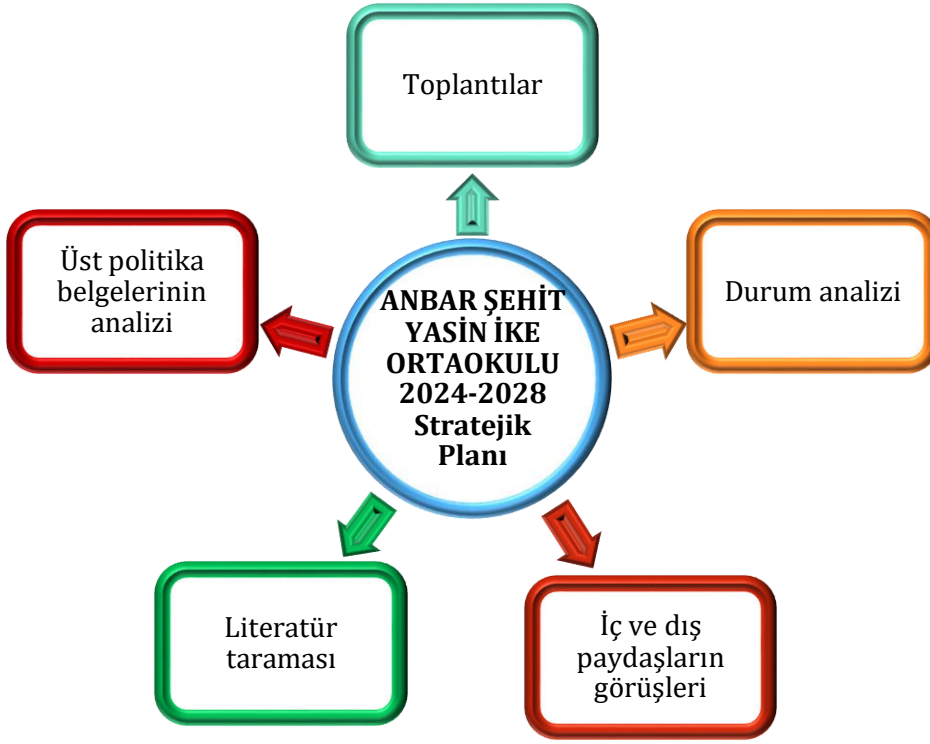 Toplantılar
Üst politika
belgelerinin
analizi
ANBAR ŞEHİT
YASİN İKE
ORTAOKULU
2024-2028
Stratejik
Planı
Durum analizi
Literatür
taraması
İç ve dış
paydaşların
görüşleri